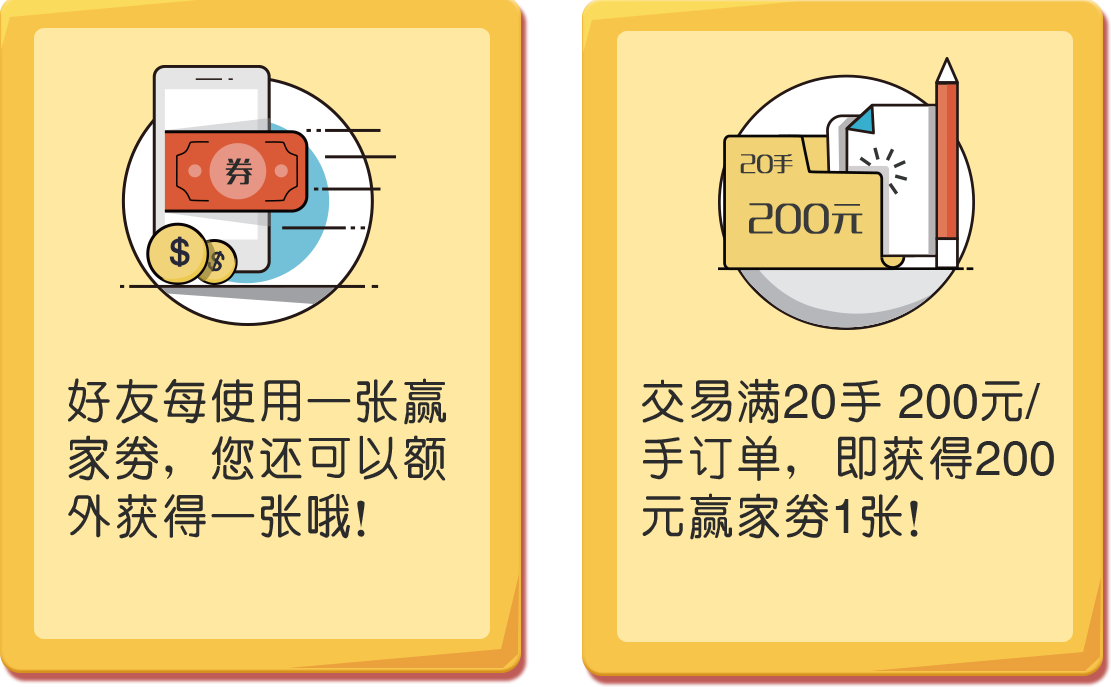 券
$
$
好友每使用一张赢
家券，您还可以额
外获得一张哦!
20手
200元
交易满20手 200元/
手订单，即获得200
元赢家券1张!